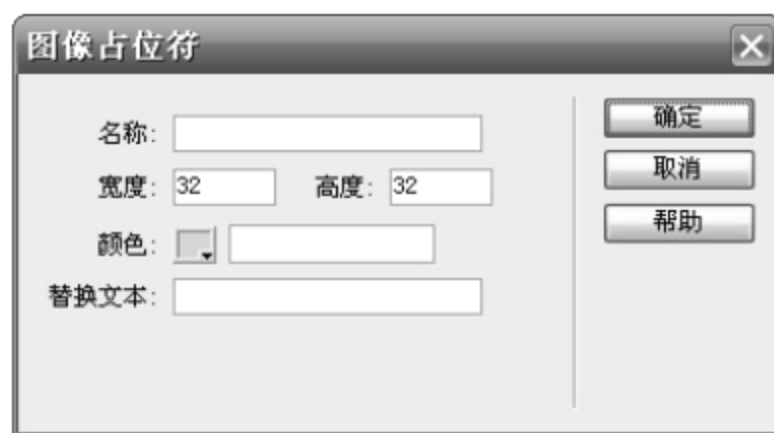 图像占位符
名称:
确定
宽度: 32 高度: 32
取消
颜色:
帮助
替换文本: